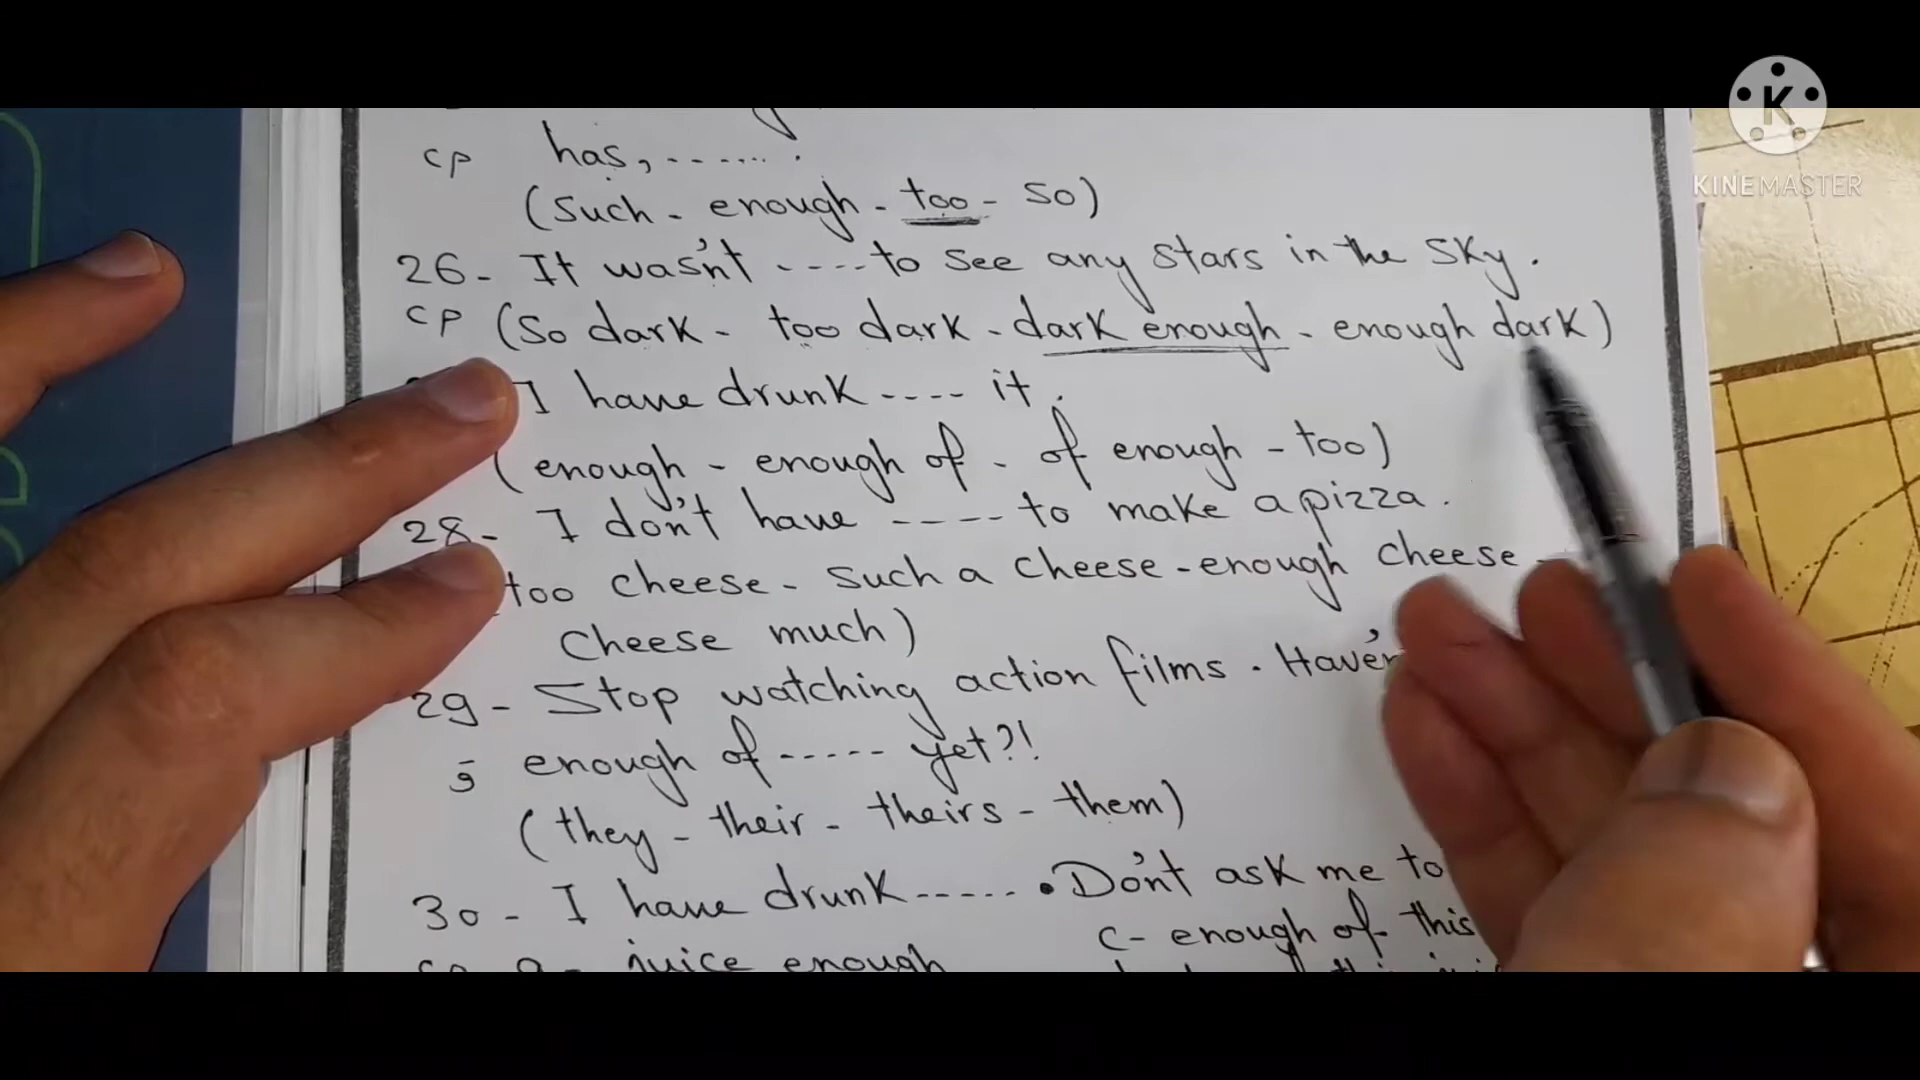 K
KINEMASTER
cp has, .......
(such - enough - too - so)
26 - It wasn't ---- to see any stars in the sky.
cp (so dark - too dark - dark enough - enough dark)
I have drunk ---- it.
(enough - enough of - of enough - too)
28 - I don't have ----- to make a pizza.
too cheese - such a cheese - enough cheese -
cheese much)
29 - Stop watching action films.
enough of ----- yet?!
(they - their - theirs - them)
30 - I have drunk ----- . Don't ask me to
c- enough of this
juice enough